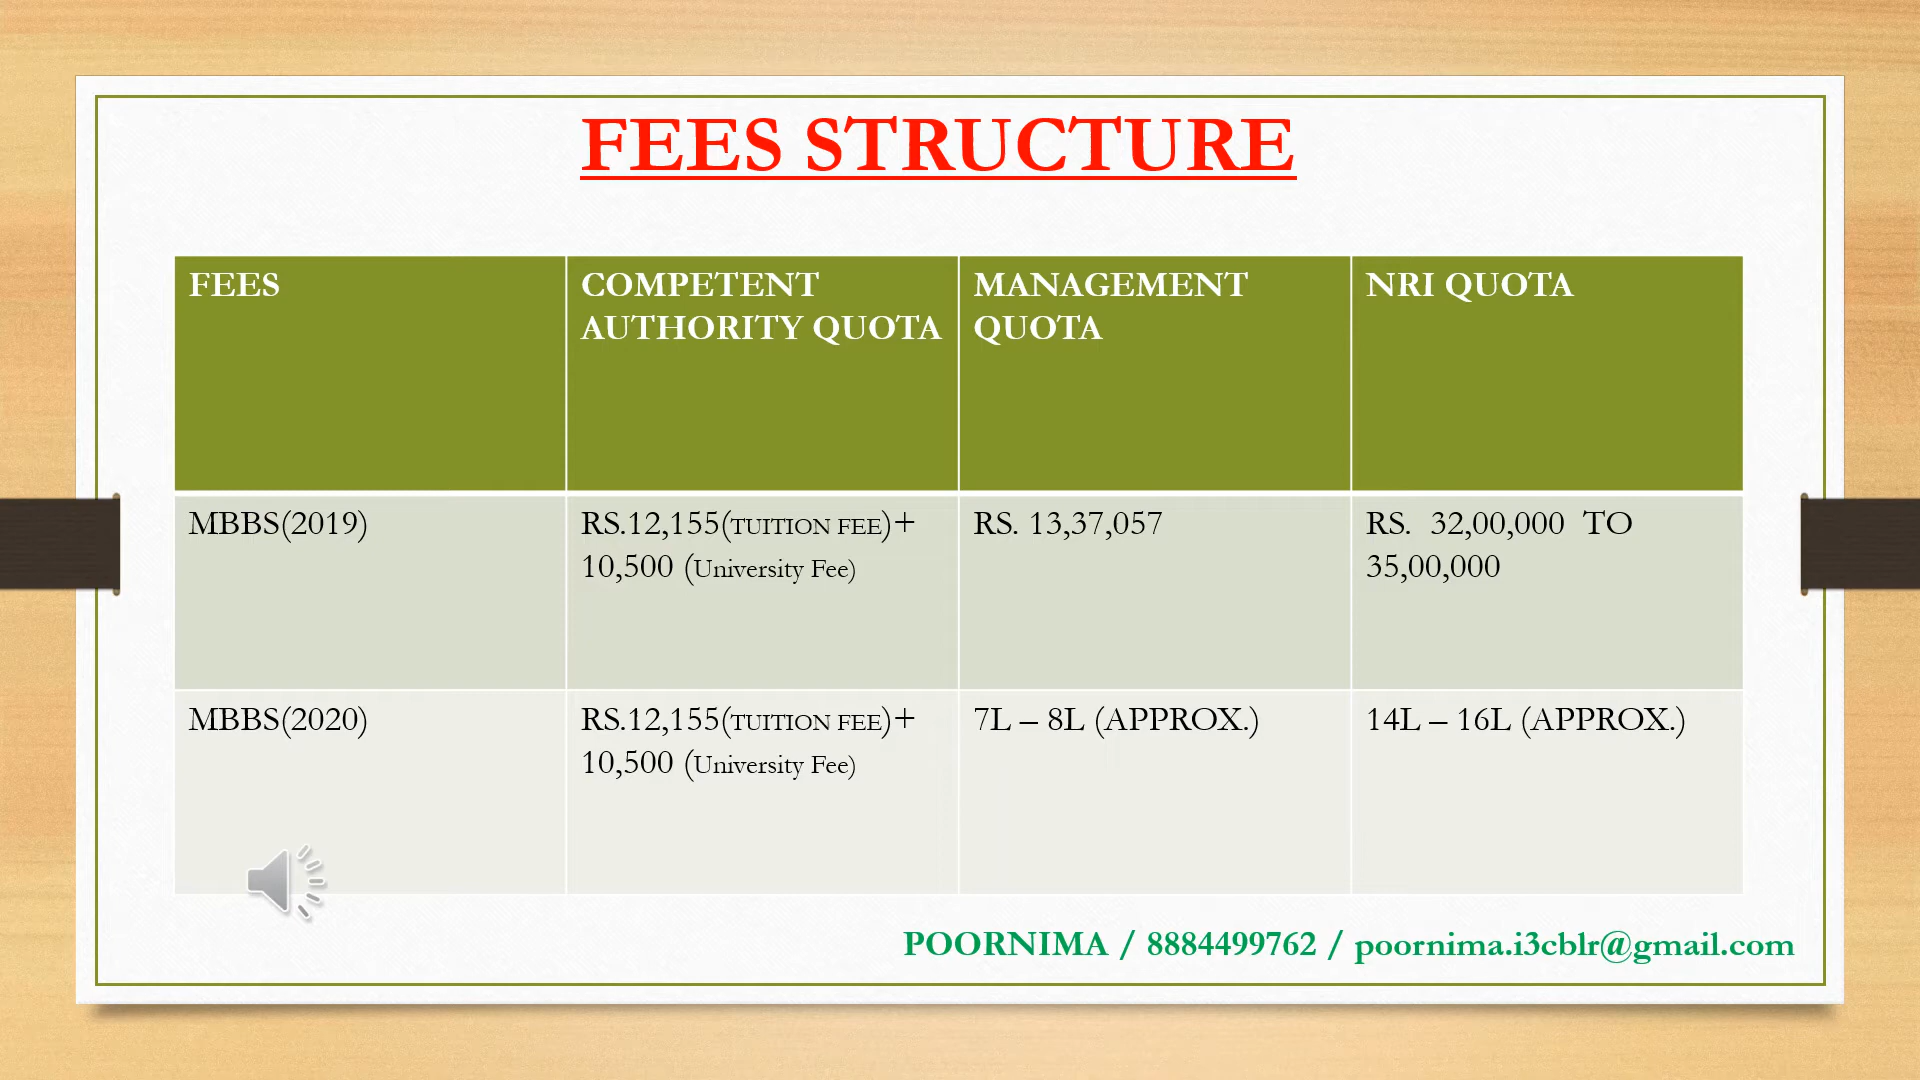 FEES STRUCTURE
FEES
COMPETENT
AUTHORITY QUOTA
MANAGEMENT
QUOTA
NRI QUOTA
MBBS(2019)
RS.12,155(TUITION FEE)+
10,500 (University Fee)
RS. 13,37,057
RS. 32,00,000 TO
35,00,000
MBBS(2020)
RS.12,155(TUITION FEE)+
10,500 (University Fee)
7L – 8L (APPROX.)
14L – 16L (APPROX.)
POORNIMA / 8884499762 / poornima.i3cblr@gmail.com